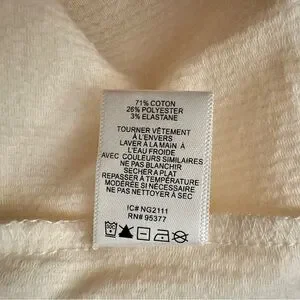 71% COTON
26% POLYESTER
3% ELASTANE
TOURNER VÊTEMENT
À L'ENVERS
LAVER À LA MAIN À
L'EAU FROIDE
AVEC COULEURS SIMILAIRES
NE PAS BLANCHIR
SECHER A PLAT
REPASSER A TEMPÉRATURE
MODÉRÉE SI NÉCESSAIRE
NE PAS NETTOYER À SEC
IC# NG2111
RN# 95377